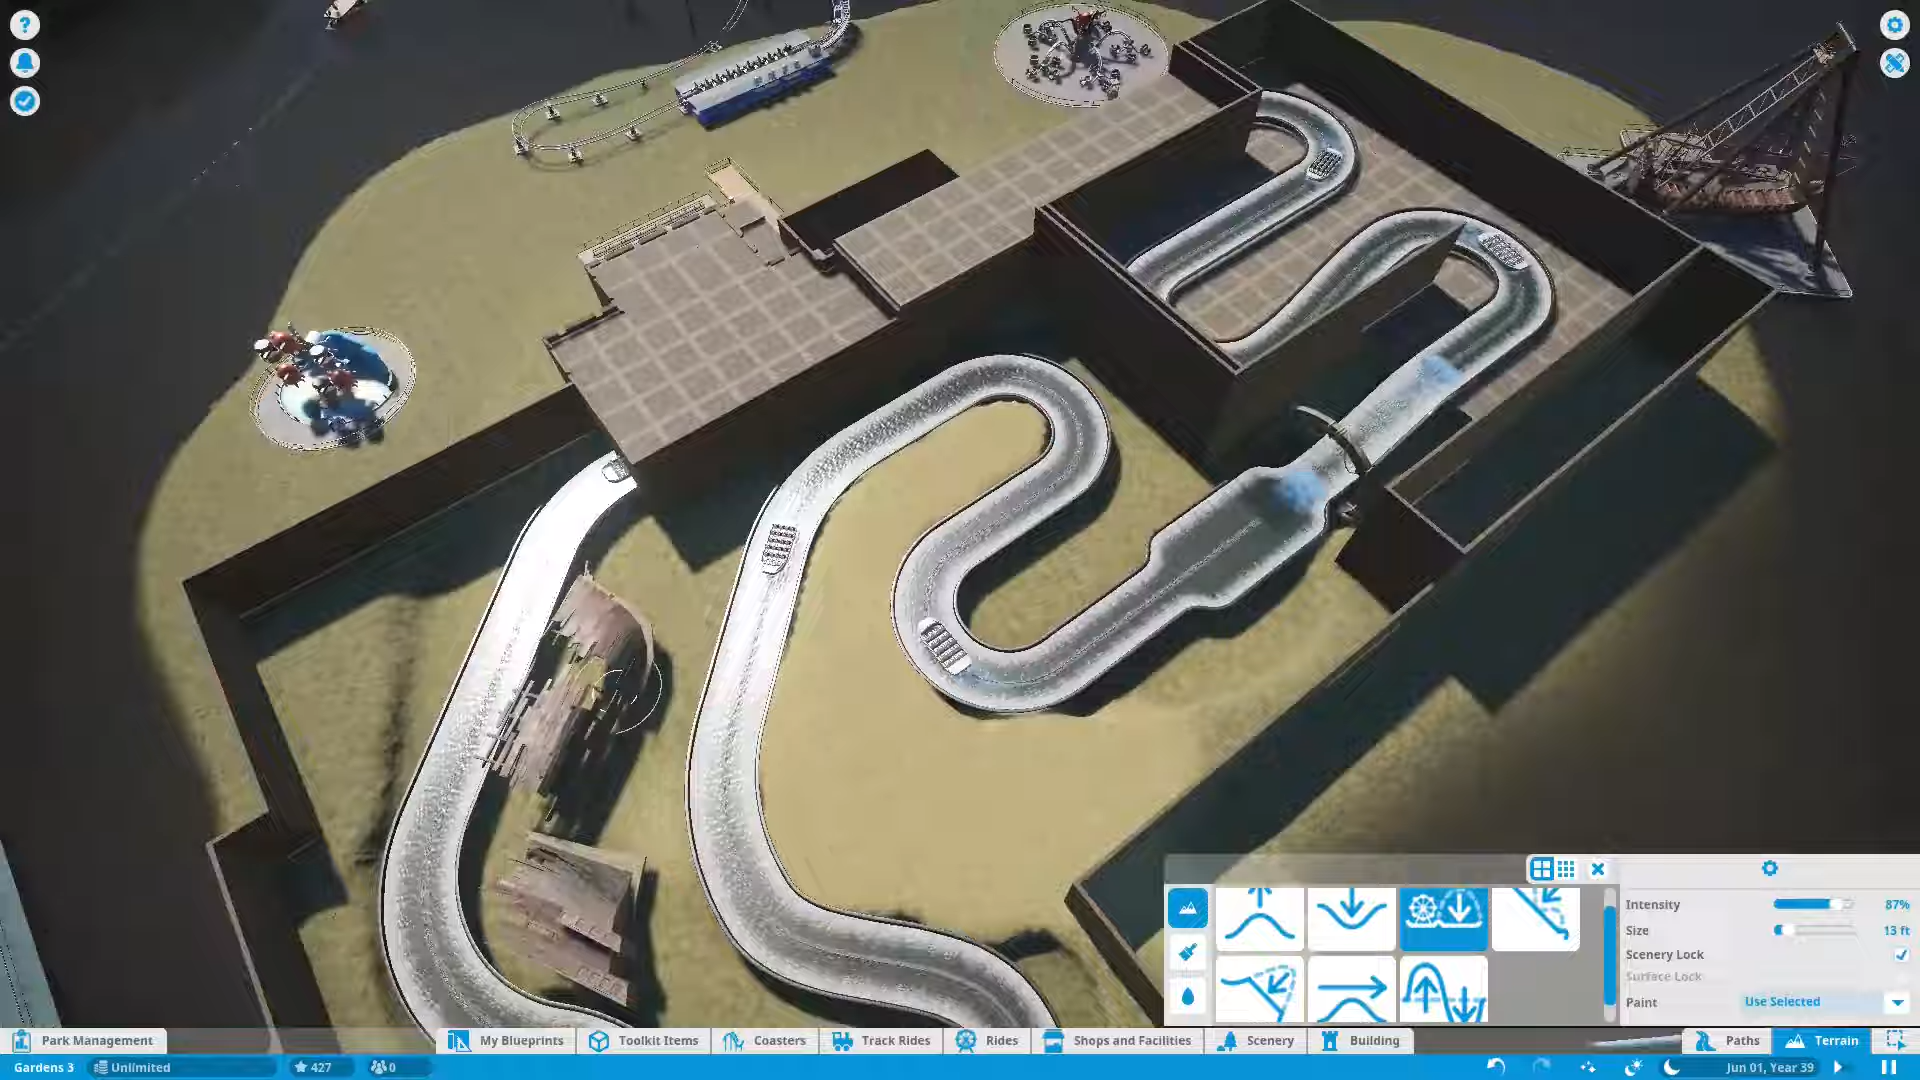 ?
Intensity 87%
Size 13 ft
Scenery Lock
Surface Lock
Paint Use Selected
Park Management
My Blueprints
Toolkit Items
Coasters
Track Rides
Rides
Shops and Facilities
Scenery
Building
Paths
Terrain
Gardens 3
Unlimited
427
0
Jun 01, Year 39